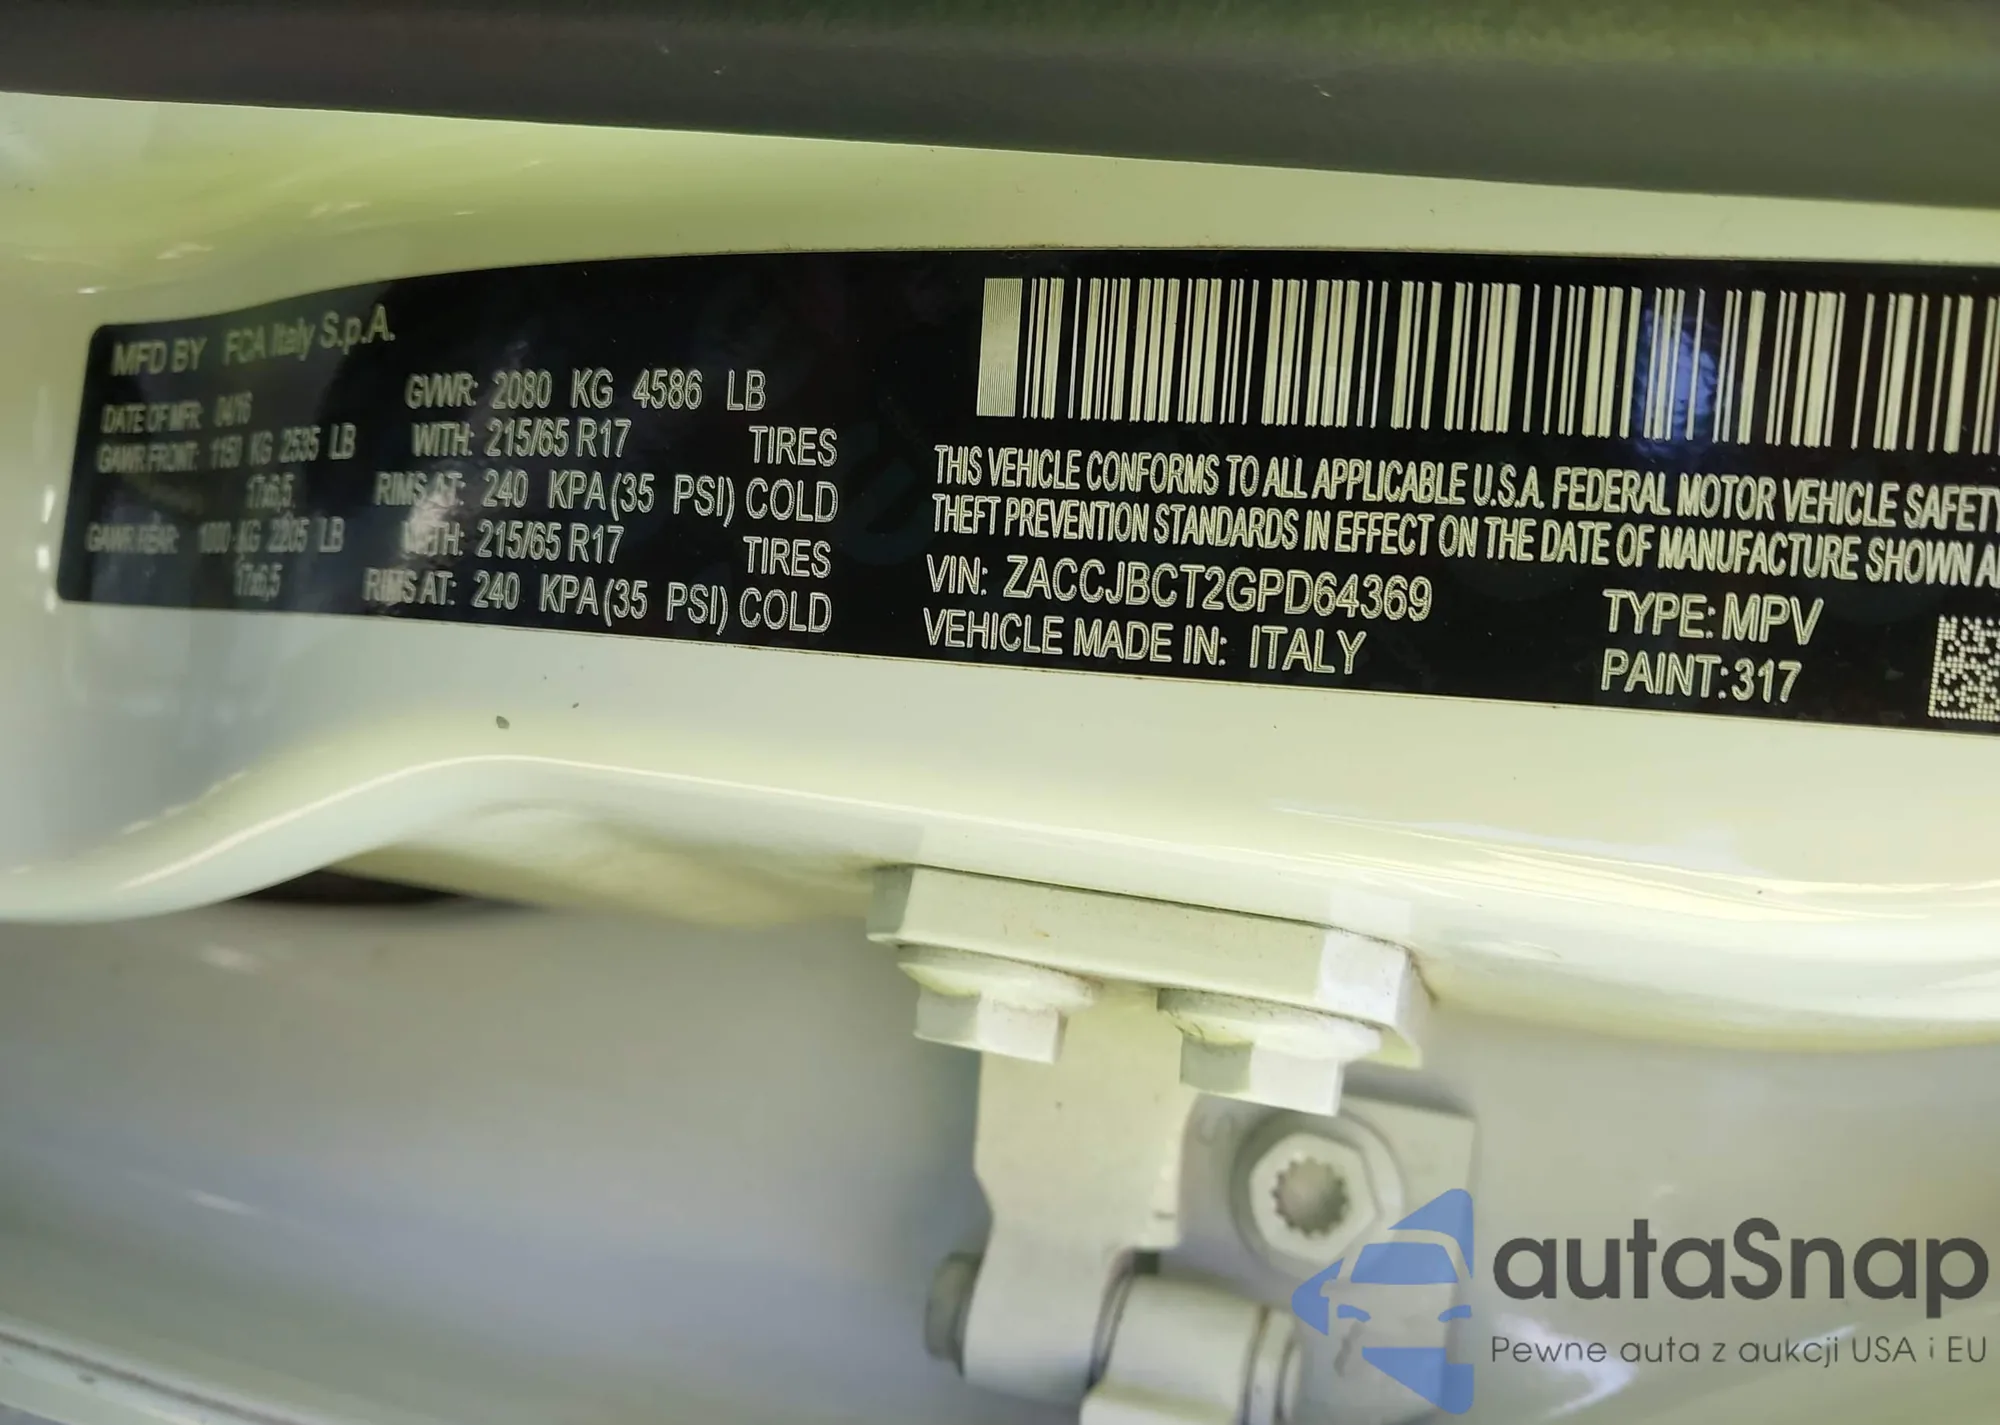 MFD BY FCA Italy S.p.A.
DATE OF MFR: 04/16 GVWR: 2080 KG 4586 LB
GAWR FRONT: 1150 KG 2535 LB WITH: 215/65 R17 TIRES
17x6,5 RIMS AT: 240 KPA(35 PSI) COLD
GAWR REAR: 1000 KG 2205 LB WITH: 215/65 R17 TIRES
17x6,5 RIMS AT: 240 KPA(35 PSI) COLD
THIS VEHICLE CONFORMS TO ALL APPLICABLE U.S.A. FEDERAL MOTOR VEHICLE SAFETY
THEFT PREVENTION STANDARDS IN EFFECT ON THE DATE OF MANUFACTURE SHOWN
VIN: ZACCJBCT2GPD64369 TYPE: MPV
VEHICLE MADE IN: ITALY PAINT: 317
autaSnap
Pewne auta z aukcji USA i EU